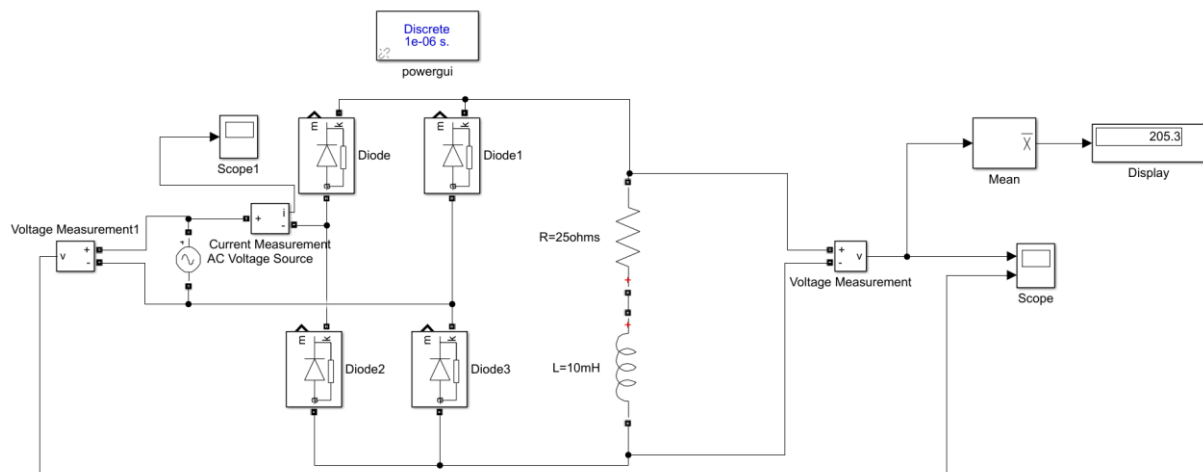 Discrete
1e-06 s.
powergui
m
k
a
Diode
m
k
a
Diode1
Scope1
Voltage Measurement1
+
v
-
+
+
i
-
Current Measurement
AC Voltage Source
m
k
a
Diode2
m
k
a
Diode3
R=25ohms
+
+
L=10mH
+
v
-
Voltage Measurement
X
Mean
205.3
Display
Scope